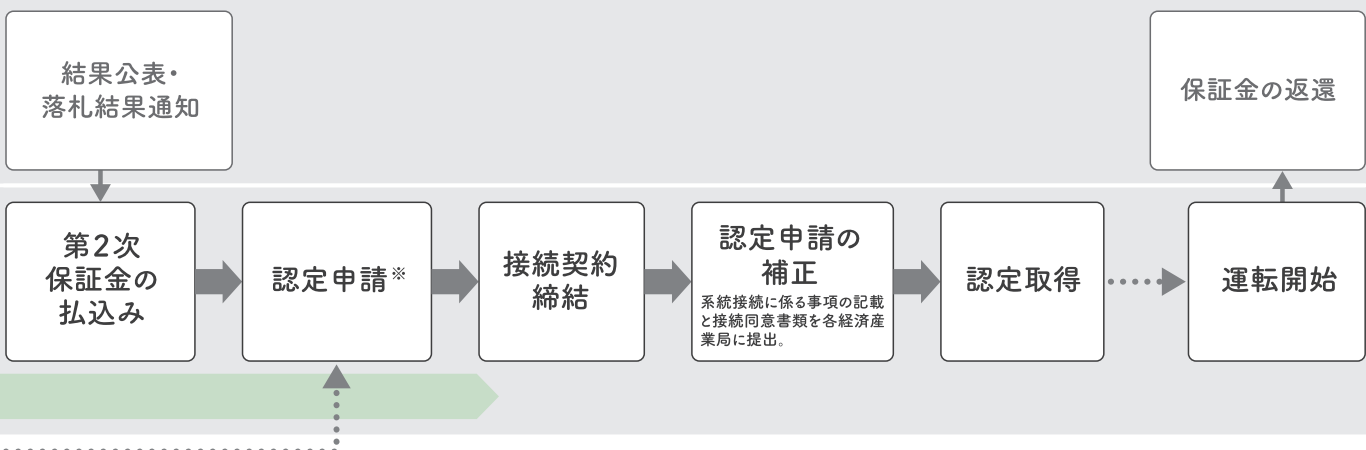 結果公表・
落札結果通知
保証金の返還
第2次
保証金の
払込み
認定申請※
接続契約
締結
認定申請の
補正
系統接続に係る事項の記載
と接続同意書類を各経済産
業局に提出。
認定取得
運転開始